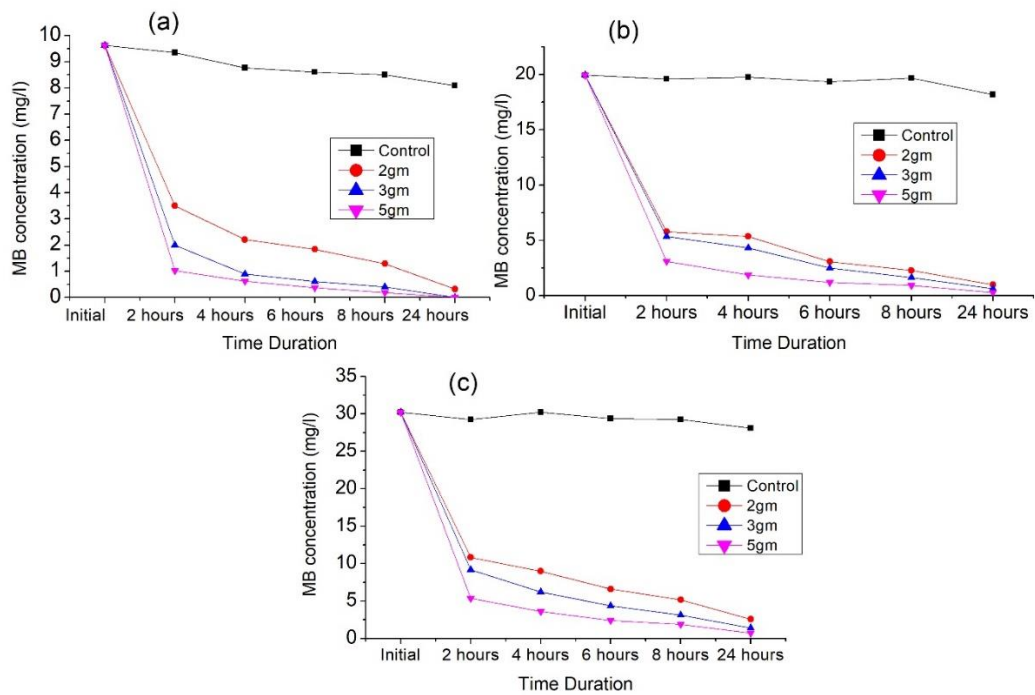 (a)
MB concentration (mg/l)
10
9
8
7
6
5
4
3
2
1
0
Control
2gm
3gm
5gm
Initial 2 hours 4 hours 6 hours 8 hours 24 hours
Time Duration
(b)
MB concentration (mg/l)
20
15
10
5
0
Control
2gm
3gm
5gm
Initial 2 hours 4 hours 6 hours 8 hours 24 hours
Time Duration
(c)
MB concentration (mg/l)
35
30
25
20
15
10
5
0
Control
2gm
3gm
5gm
Initial 2 hours 4 hours 6 hours 8 hours 24 hours
Time Duration